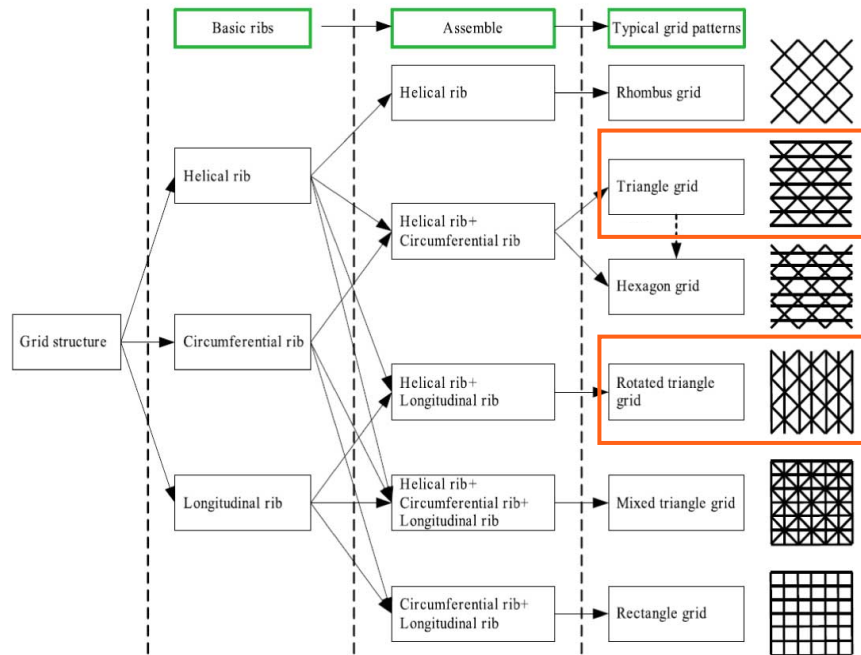 Basic ribs
Assemble
Typical grid patterns
Helical rib
Rhombus grid
Helical rib
Triangle grid
Helical rib+
Circumferential rib
Hexagon grid
Grid structure
Circumferential rib
Helical rib+
Longitudinal rib
Rotated triangle
grid
Longitudinal rib
Helical rib+
Circumferential rib+
Longitudinal rib
Mixed triangle grid
Circumferential rib+
Longitudinal rib
Rectangle grid